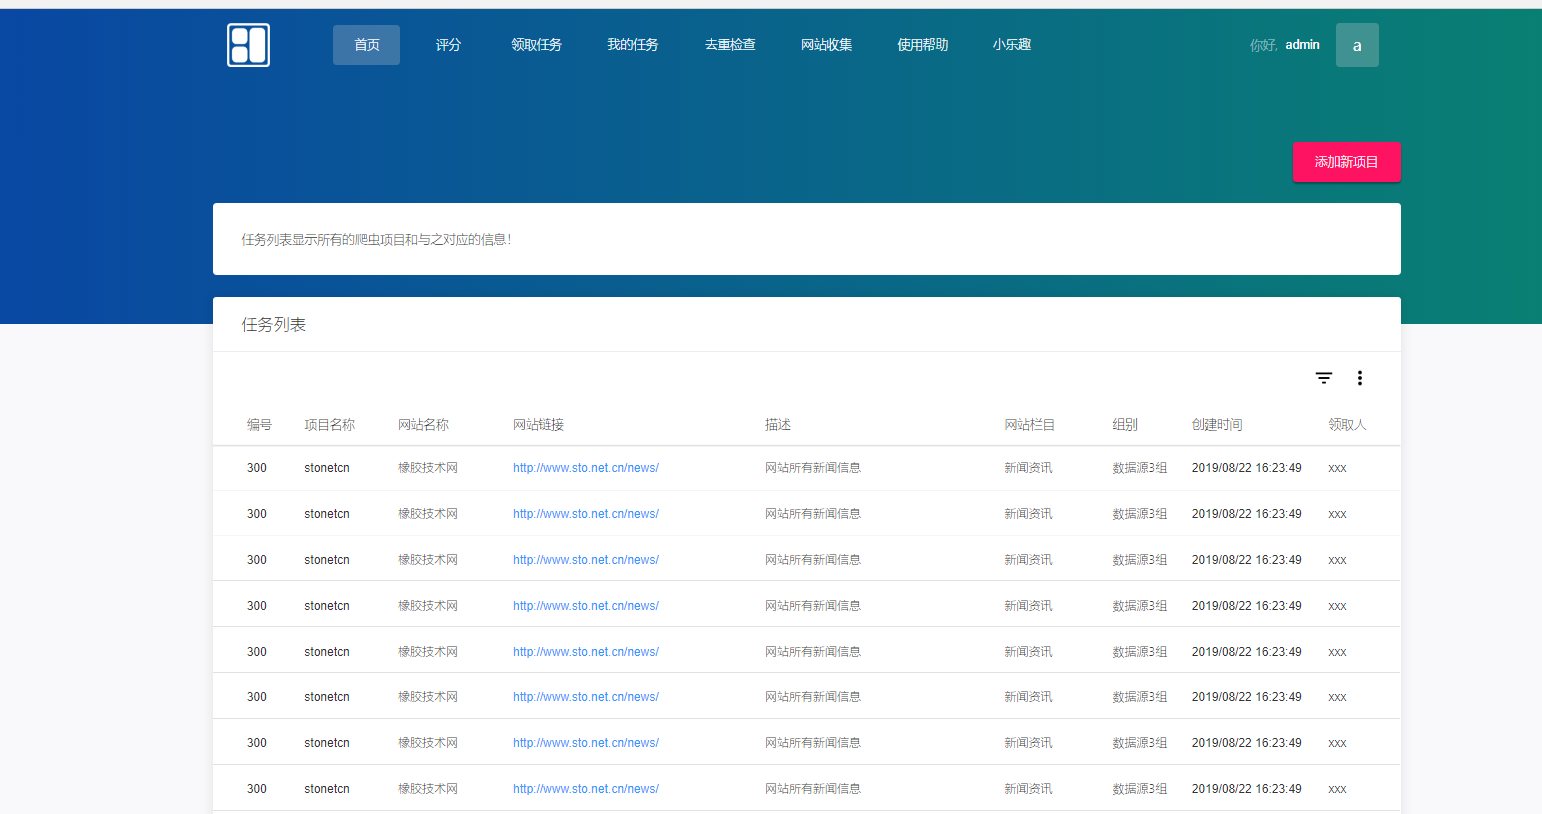 首页 评分 领取任务 我的任务 去重检查 网站收集 使用帮助 小乐趣 你好, admin a
添加新项目
任务列表显示所有的爬虫项目和与之对应的信息!
任务列表
编号 项目名称 网站名称 网站链接 描述 网站栏目 组别 创建时间 领取人
300 stonetcn 橡胶技术网 http://www.sto.net.cn/news/ 网站所有新闻信息 新闻资讯 数据源3组 2019/08/22 16:23:49 xxx
300 stonetcn 橡胶技术网 http://www.sto.net.cn/news/ 网站所有新闻信息 新闻资讯 数据源3组 2019/08/22 16:23:49 xxx
300 stonetcn 橡胶技术网 http://www.sto.net.cn/news/ 网站所有新闻信息 新闻资讯 数据源3组 2019/08/22 16:23:49 xxx
300 stonetcn 橡胶技术网 http://www.sto.net.cn/news/ 网站所有新闻信息 新闻资讯 数据源3组 2019/08/22 16:23:49 xxx
300 stonetcn 橡胶技术网 http://www.sto.net.cn/news/ 网站所有新闻信息 新闻资讯 数据源3组 2019/08/22 16:23:49 xxx
300 stonetcn 橡胶技术网 http://www.sto.net.cn/news/ 网站所有新闻信息 新闻资讯 数据源3组 2019/08/22 16:23:49 xxx
300 stonetcn 橡胶技术网 http://www.sto.net.cn/news/ 网站所有新闻信息 新闻资讯 数据源3组 2019/08/22 16:23:49 xxx
300 stonetcn 橡胶技术网 http://www.sto.net.cn/news/ 网站所有新闻信息 新闻资讯 数据源3组 2019/08/22 16:23:49 xxx